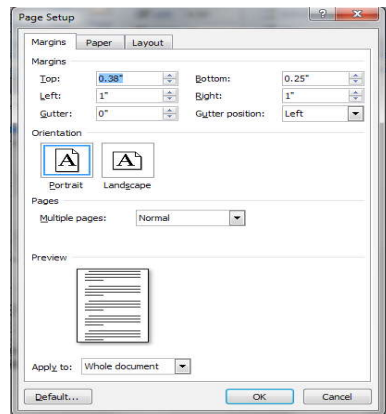 Page Setup
Margins Paper Layout
Margins
Top: 0.38" Bottom: 0.25"
Left: 1" Right: 1"
Gutter: 0" Gutter position: Left
Orientation
A A
Portrait Landscape
Pages
Multiple pages: Normal
Preview
Apply to: Whole document
Default... OK Cancel